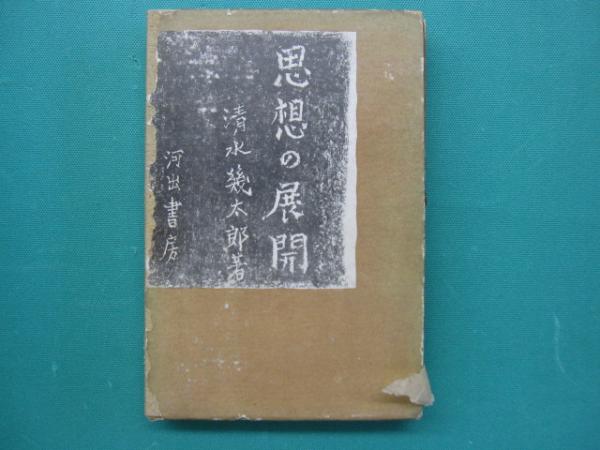 思想の展開
清水幾太郎著
河出書房